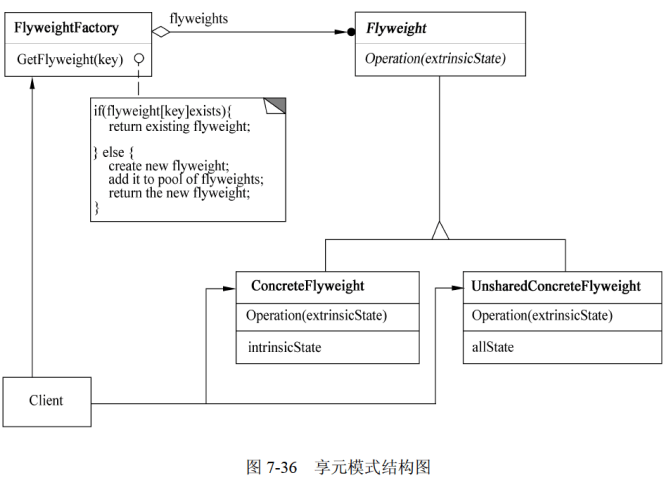 flyweights
FlyweightFactory
GetFlyweight(key)
Flyweight
Operation(extrinsicState)
if(flyweight[key]exists){
return existing flyweight;
} else {
create new flyweight;
add it to pool of flyweights;
return the new flyweight;
}
ConcreteFlyweight
Operation(extrinsicState)
intrinsicState
UnsharedConcreteFlyweight
Operation(extrinsicState)
allState
Client
图 7-36 享元模式结构图